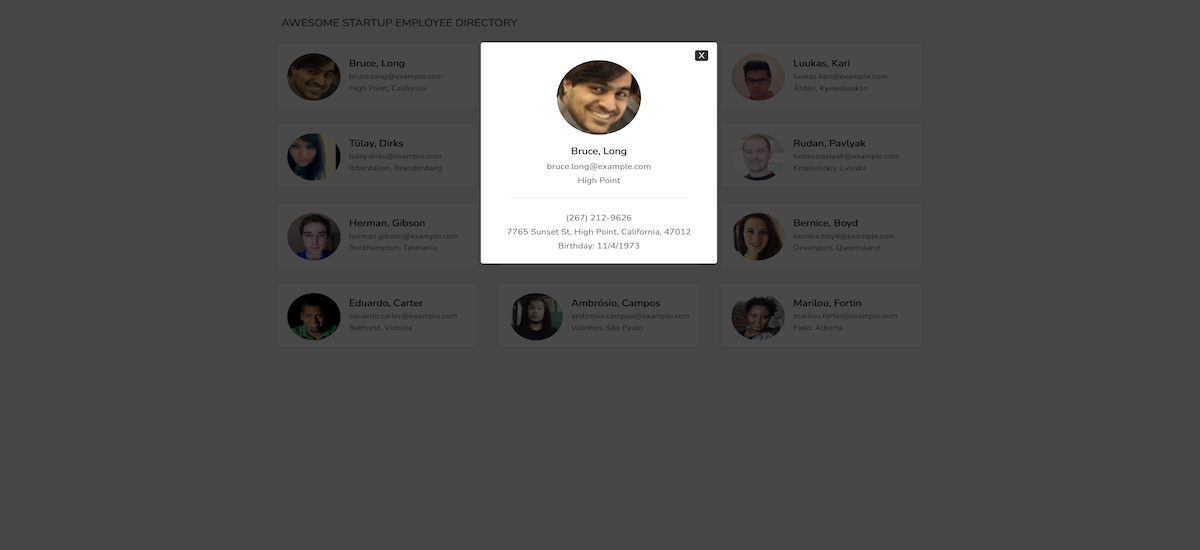 AWESOME STARTUP EMPLOYEE DIRECTORY
X
Bruce, Long
bruce.long@example.com
High Point
(267) 212-9626
7765 Sunset St, High Point, California, 47012
Birthday: 11/4/1973
Bruce, Long
bruce.long@example.com
High Point, California
Luukas, Kari
luukas.kari@example.com
Ähtäri, Kymenlaakso
Tülay, Dirks
tulay.dirks@example.com
Ibbenbüren, Brandenburg
Rudan, Pavlyak
rudan.pavlyak@example.com
Kropivnickiy, Lvivska
Herman, Gibson
herman.gibson@example.com
Rockhampton, Tasmania
Bernice, Boyd
bernice.boyd@example.com
Devonport, Queensland
Eduardo, Carter
eduardo.carter@example.com
Bathurst, Victoria
Ambrósio, Campos
ambrosio.campos@example.com
Valinhos, São Paulo
Marilou, Fortin
marilou.fortin@example.com
Field, Alberta